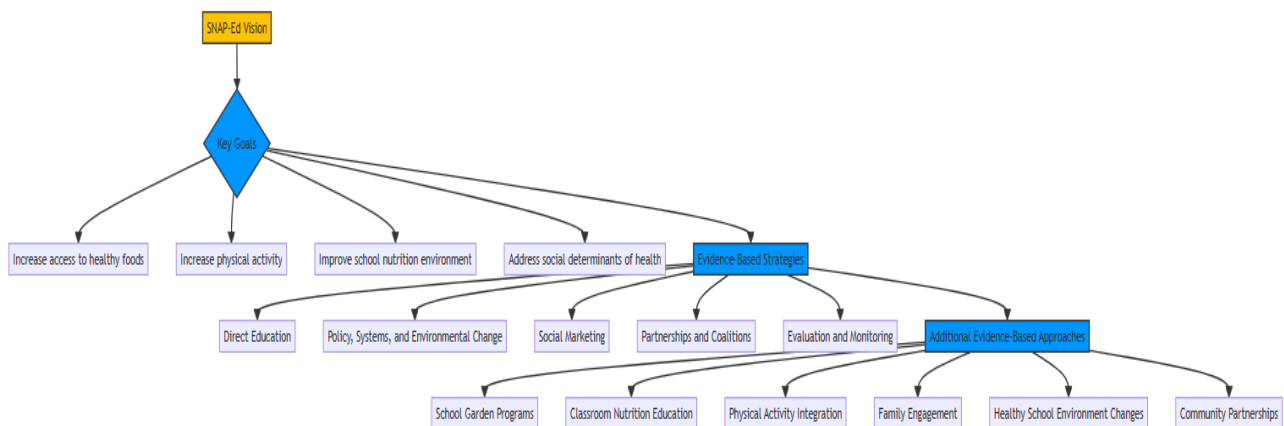 SNAP-Ed Vision
Key Goals
Increase access to healthy foods
Increase physical activity
Improve school nutrition environment
Address social determinants of health
Evidence-Based Strategies
Direct Education
Policy, Systems, and Environmental Change
Social Marketing
Partnerships and Coalitions
Evaluation and Monitoring
Additional Evidence-Based Approaches
School Garden Programs
Classroom Nutrition Education
Physical Activity Integration
Family Engagement
Healthy School Environment Changes
Community Partnerships